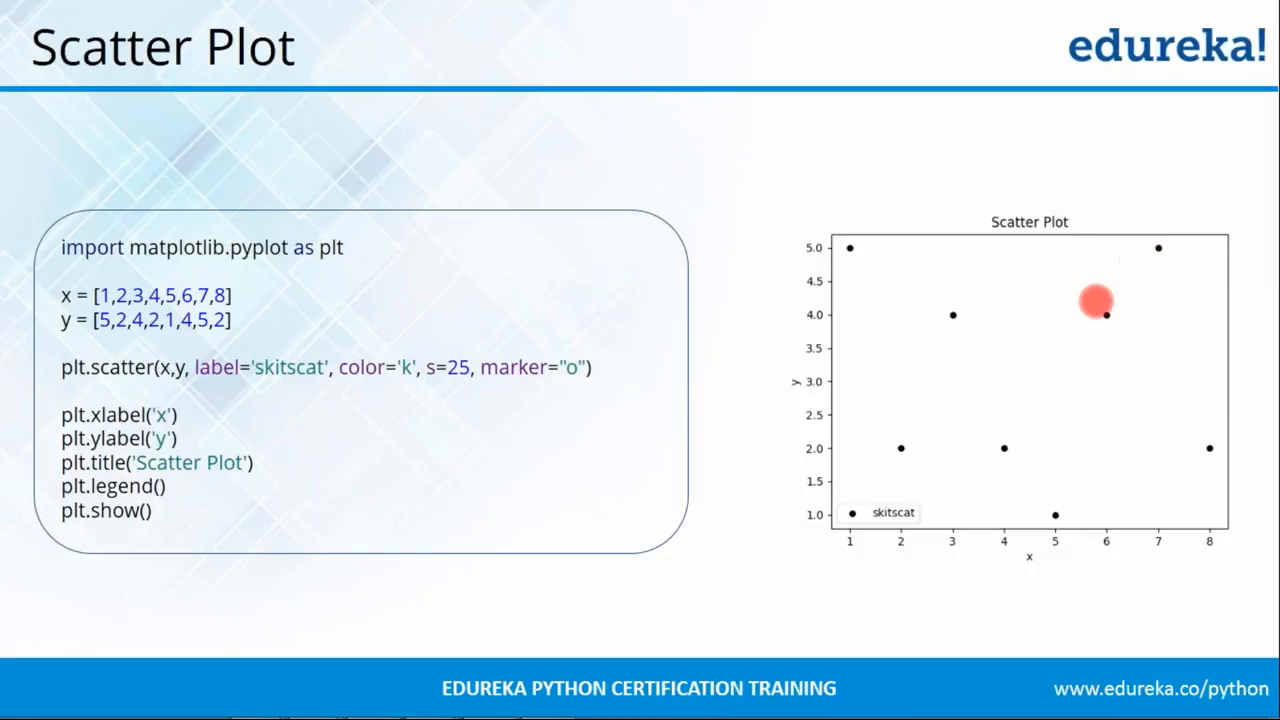 Scatter Plot
edureka!
import matplotlib.pyplot as plt
x = [1,2,3,4,5,6,7,8]
y = [5,2,4,2,1,4,5,2]
plt.scatter(x,y, label='skitscat', color='k', s=25, marker="o")
plt.xlabel('x')
plt.ylabel('y')
plt.title('Scatter Plot')
plt.legend()
plt.show()
Scatter Plot
5.0
4.5
4.0
3.5
3.0
2.5
2.0
1.5
1.0
y
skitscat
1 2 3 4 5 6 7 8
x
EDUREKA PYTHON CERTIFICATION TRAINING
www.edureka.co/python